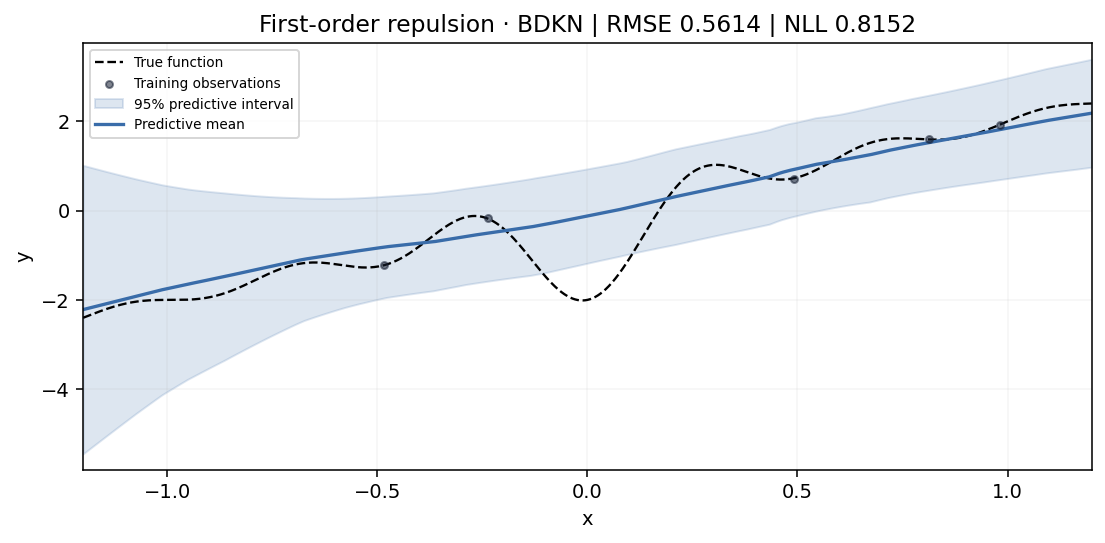 First-order repulsion · BDKN | RMSE 0.5614 | NLL 0.8152
True function
Training observations
95% predictive interval
Predictive mean
y
2
0
−2
−4
−1.0 −0.5 0.0 0.5 1.0
x